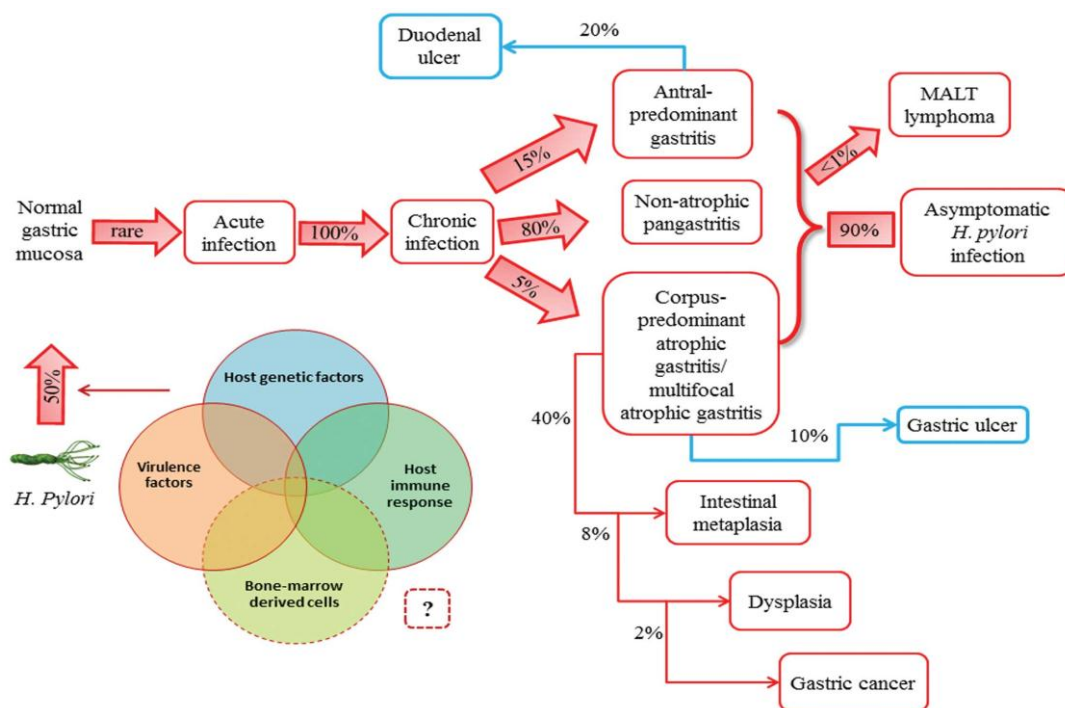 Duodenal
ulcer
20%
Antral-
predominant
gastritis
MALT
lymphoma
<1%
15%
Normal
gastric
mucosa
rare
Acute
infection
100%
Chronic
infection
80%
Non-atrophic
pangastritis
90%
Asymptomatic
H. pylori
infection
5%
Corpus-
predominant
atrophic
gastritis/
multifocal
atrophic gastritis
50%
H. Pylori
Host genetic factors
Virulence
factors
Host
immune
response
Bone-marrow
derived cells
?
40%
10%
Gastric ulcer
Intestinal
metaplasia
8%
Dysplasia
2%
Gastric cancer